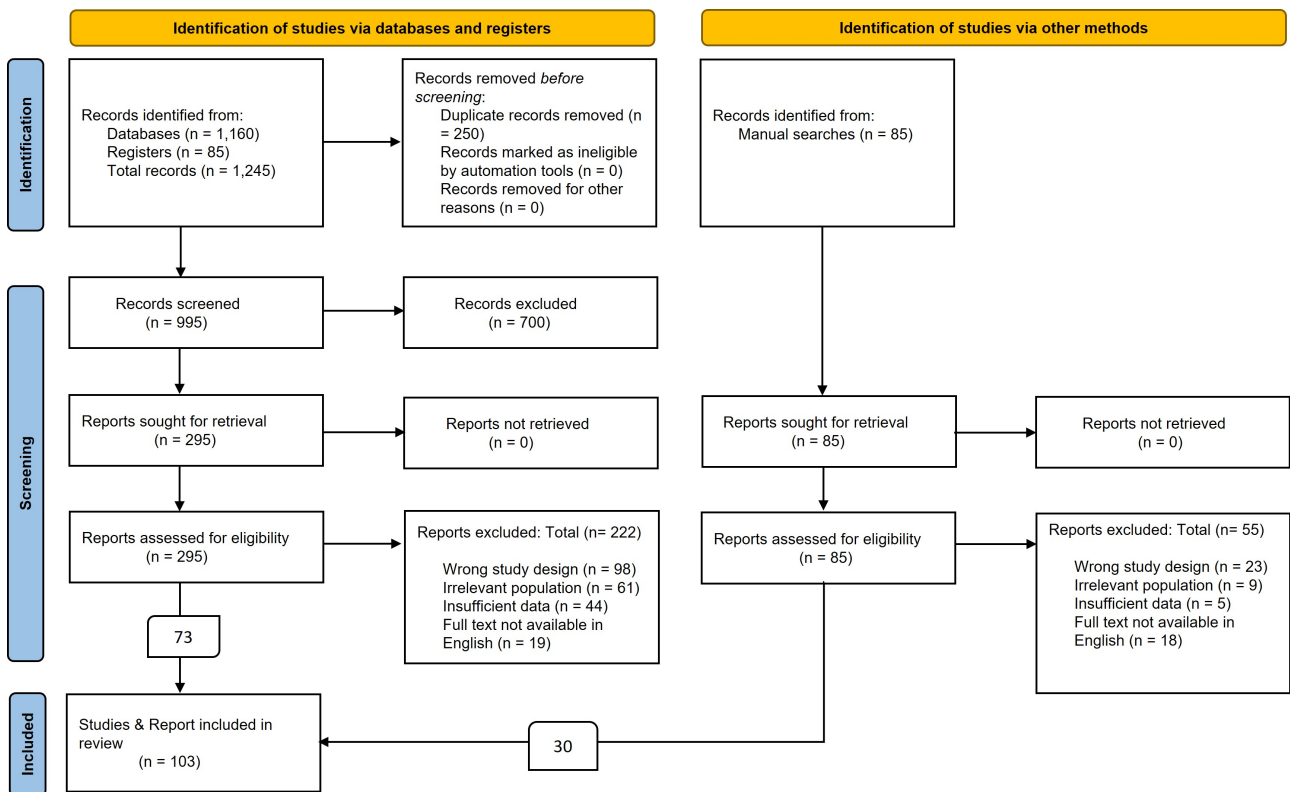 Identification of studies via databases and registers
Identification of studies via other methods
Identification
Records identified from:
Databases (n = 1,160)
Registers (n = 85)
Total records (n = 1,245)
Records removed before
screening:
Duplicate records removed (n
= 250)
Records marked as ineligible
by automation tools (n = 0)
Records removed for other
reasons (n = 0)
Records identified from:
Manual searches (n = 85)
Screening
Records screened
(n = 995)
Records excluded
(n = 700)
Reports sought for retrieval
(n = 295)
Reports not retrieved
(n = 0)
Reports sought for retrieval
(n = 85)
Reports not retrieved
(n = 0)
Reports assessed for eligibility
(n = 295)
Reports excluded: Total (n= 222)
Wrong study design (n = 98)
Irrelevant population (n = 61)
Insufficient data (n = 44)
Full text not available in
English (n = 19)
Reports assessed for eligibility
(n = 85)
Reports excluded: Total (n= 55)
Wrong study design (n = 23)
Irrelevant population (n = 9)
Insufficient data (n = 5)
Full text not available in
English (n = 18)
73
Included
Studies & Report included in
review
(n = 103)
30